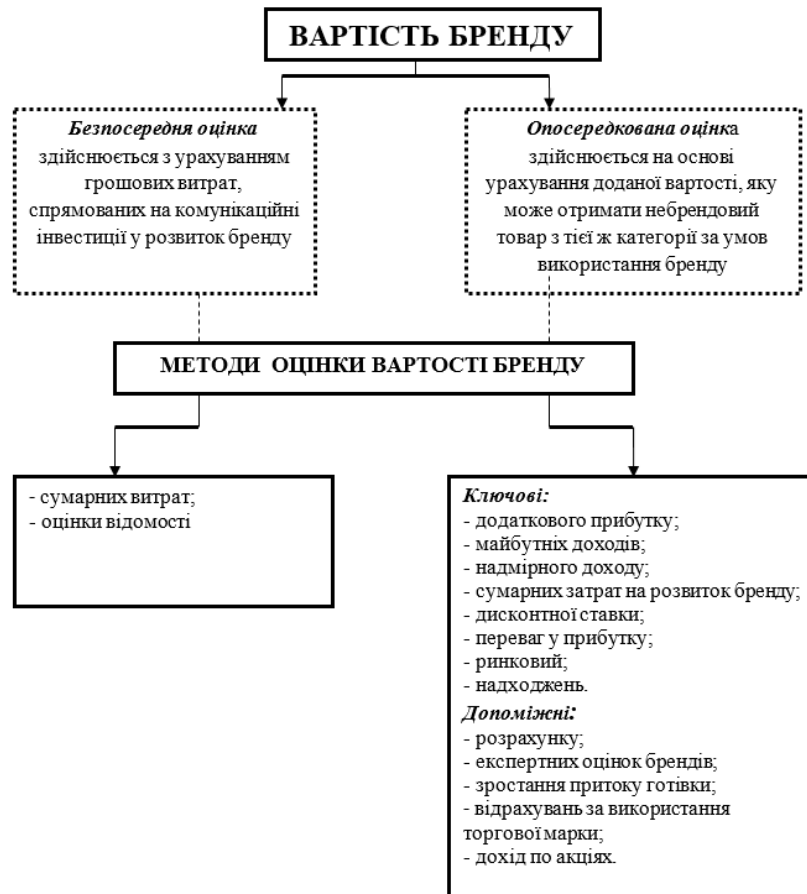 ВАРТІСТЬ БРЕНДУ
Безпосередня оцінка
здійснюється з урахуванням
грошових витрат,
спрямованих на комунікаційні
інвестиції у розвиток бренду
Опосередкована оцінка
здійснюється на основі
урахування доданої вартості, яку
може отримати небрендовий
товар з тієї ж категорії за умов
використання бренду
МЕТОДИ ОЦІНКИ ВАРТОСТІ БРЕНДУ
- сумарних витрат;
- оцінки відомості
Ключові:
- додаткового прибутку;
- майбутніх доходів;
- надмірного доходу;
- сумарних затрат на розвиток бренду;
- дисконтної ставки;
- переваг у прибутку;
- ринковий;
- надходжень.
Допоміжні:
- розрахунку;
- експертних оцінок брендів;
- зростання притоку готівки;
- відрахувань за використання
торгової марки;
- дохід по акціях.